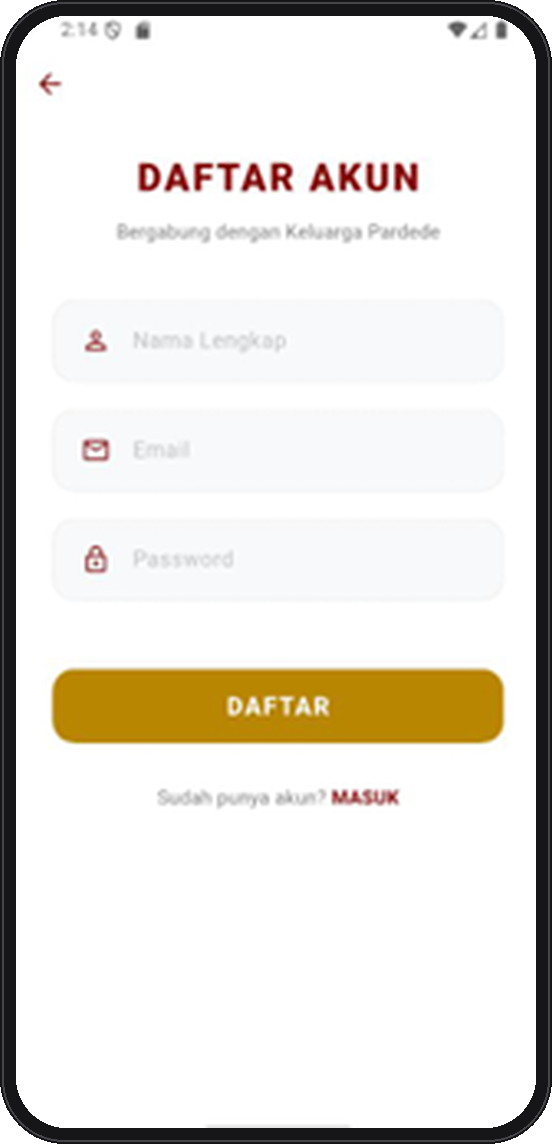 2:14
DAFTAR AKUN
Bergabung dengan Keluarga Pardede
Nama Lengkap
Email
Password
DAFTAR
Sudah punya akun? MASUK